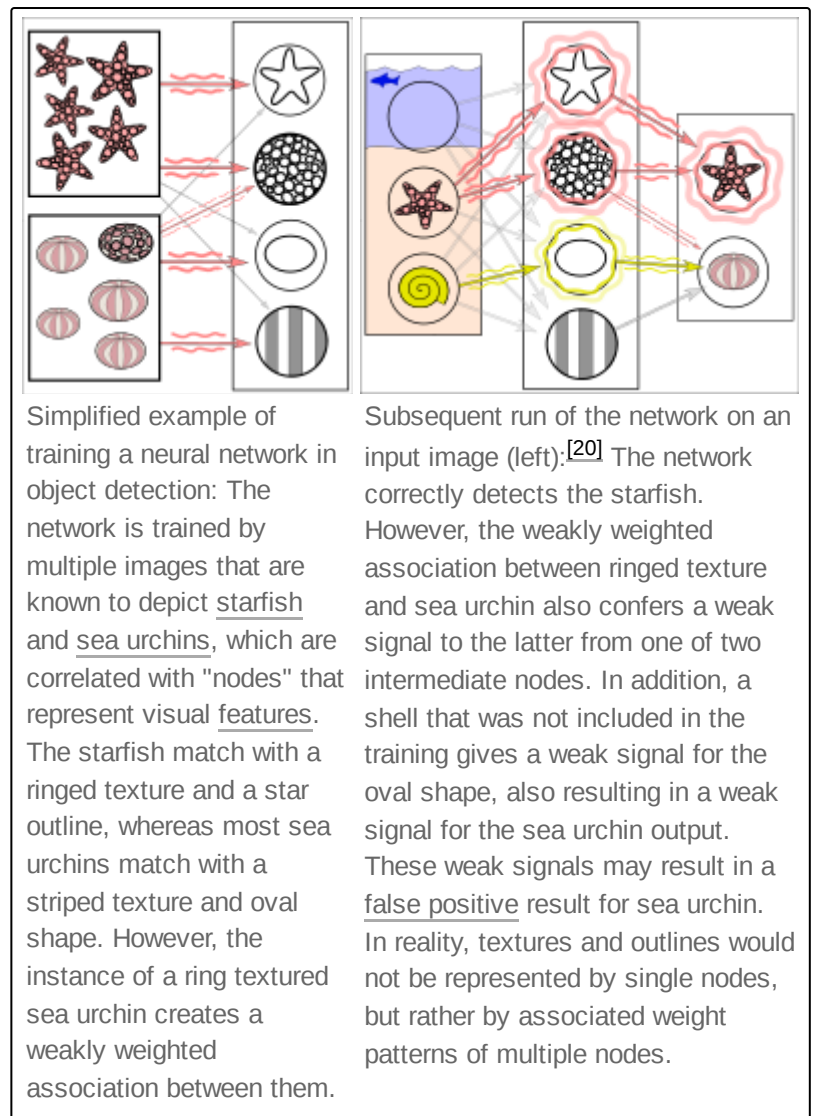 Simplified example of
training a neural network in
object detection: The
network is trained by
multiple images that are
known to depict starfish
and sea urchins, which are
correlated with "nodes" that
represent visual features.
The starfish match with a
ringed texture and a star
outline, whereas most sea
urchins match with a
striped texture and oval
shape. However, the
instance of a ring textured
sea urchin creates a
weakly weighted
association between them.
Subsequent run of the network on an
input image (left):[20] The network
correctly detects the starfish.
However, the weakly weighted
association between ringed texture
and sea urchin also confers a weak
signal to the latter from one of two
intermediate nodes. In addition, a
shell that was not included in the
training gives a weak signal for the
oval shape, also resulting in a weak
signal for the sea urchin output.
These weak signals may result in a
false positive result for sea urchin.
In reality, textures and outlines would
not be represented by single nodes,
but rather by associated weight
patterns of multiple nodes.